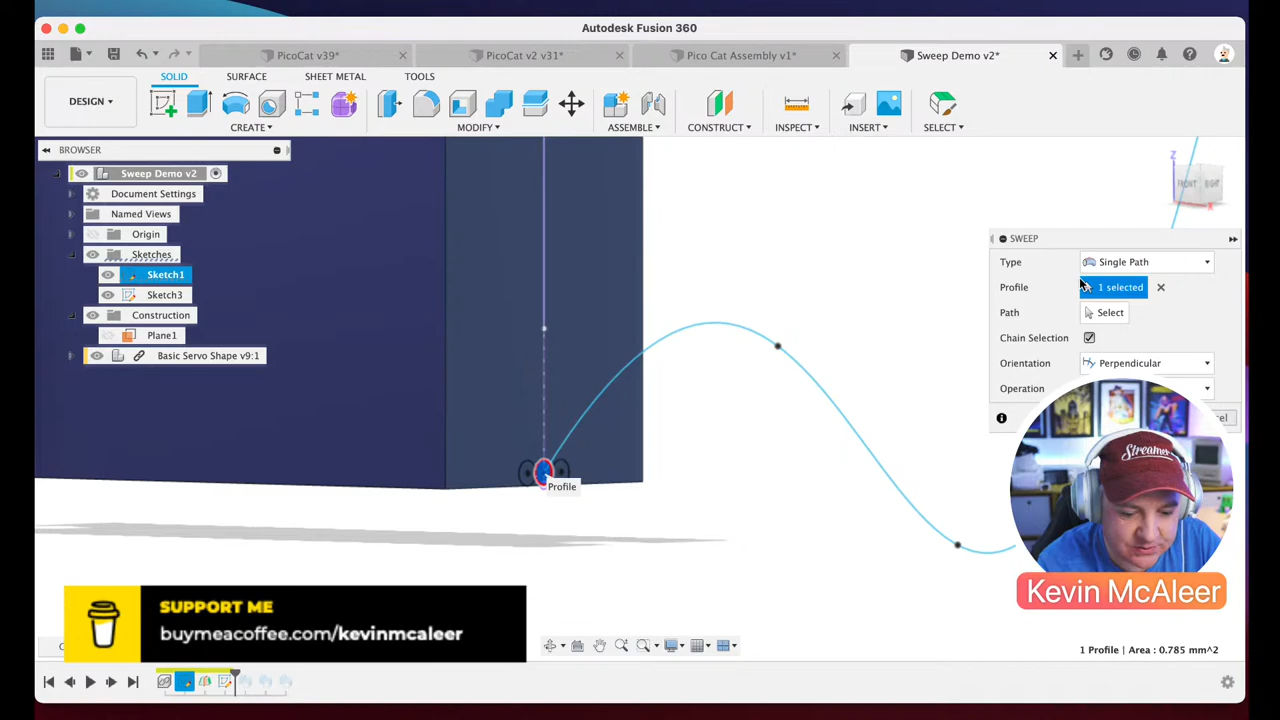 Autodesk Fusion 360
PicoCat v39*
PicoCat v2 v31*
Pico Cat Assembly v1*
Sweep Demo v2*
DESIGN
SOLID
SURFACE
SHEET METAL
TOOLS
CREATE
MODIFY
ASSEMBLE
CONSTRUCT
INSPECT
INSERT
SELECT
BROWSER
Sweep Demo v2
Document Settings
Named Views
Origin
Sketches
Sketch1
Sketch3
Construction
Plane1
Basic Servo Shape v9:1
Z
FRONT
RIGHT
X
SWEEP
Type
Single Path
Profile
1 selected
Path
Select
Chain Selection
Orientation
Perpendicular
Operation
Profile
Streamer
Kevin McAleer
SUPPORT ME
buymeacoffee.com/kevinmcaleer
1 Profile | Area : 0.785 mm^2